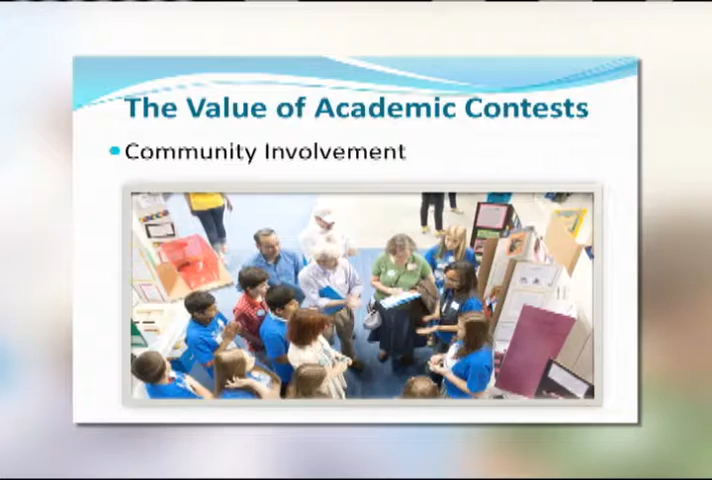 The Value of Academic Contests
Community Involvement